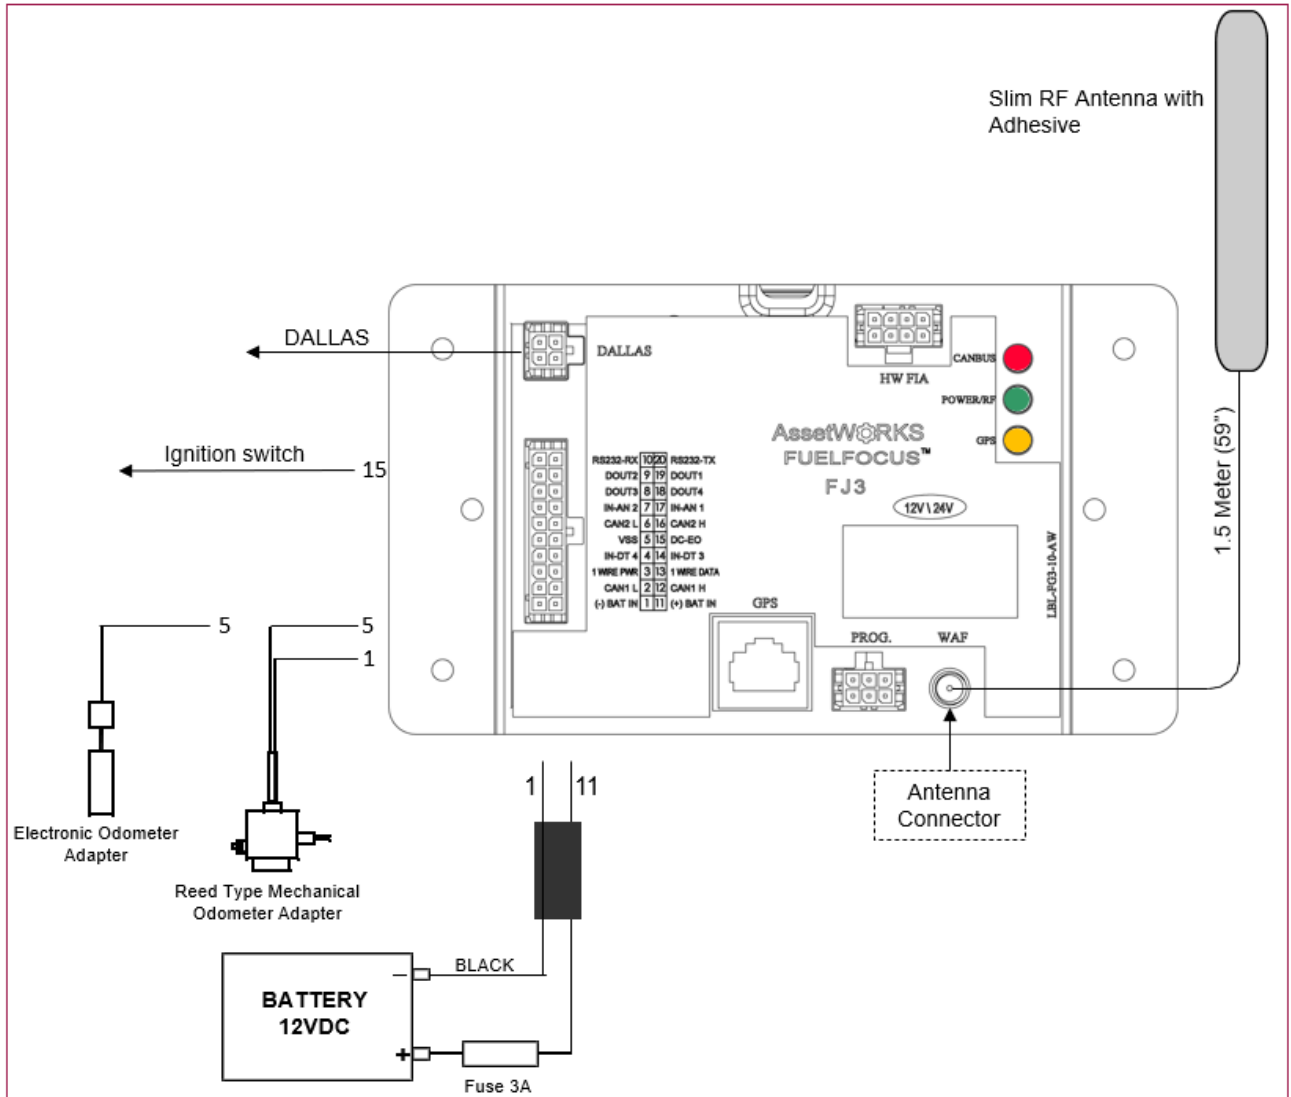 Slim RF Antenna with
Adhesive
DALLAS
DALLAS
HW FIA
CANBUS
POWER/RF
GPS
AssetWORKS
FUELFOCUS™
FJ3
12V \ 24V
Ignition switch
15
RS232-RX 10 20 RS232-TX
DOUT2 9 19 DOUT1
DOUT3 8 18 DOUT4
IN-AN 2 7 17 IN-AN 1
CAN2 L 6 16 CAN2 H
VSS 5 15 DC-EO
IN-DT 4 4 14 IN-DT 3
1 WIRE PWR 3 13 1 WIRE DATA
CAN1 L 2 12 CAN1 H
(-) BAT IN 1 11 (+) BAT IN
LBL-FG3-10-AW
1.5 Meter (59")
GPS
PROG.
WAF
5
5
1
1
11
Antenna
Connector
Electronic Odometer
Adapter
Reed Type Mechanical
Odometer Adapter
BLACK
–
BATTERY
12VDC
+
Fuse 3A